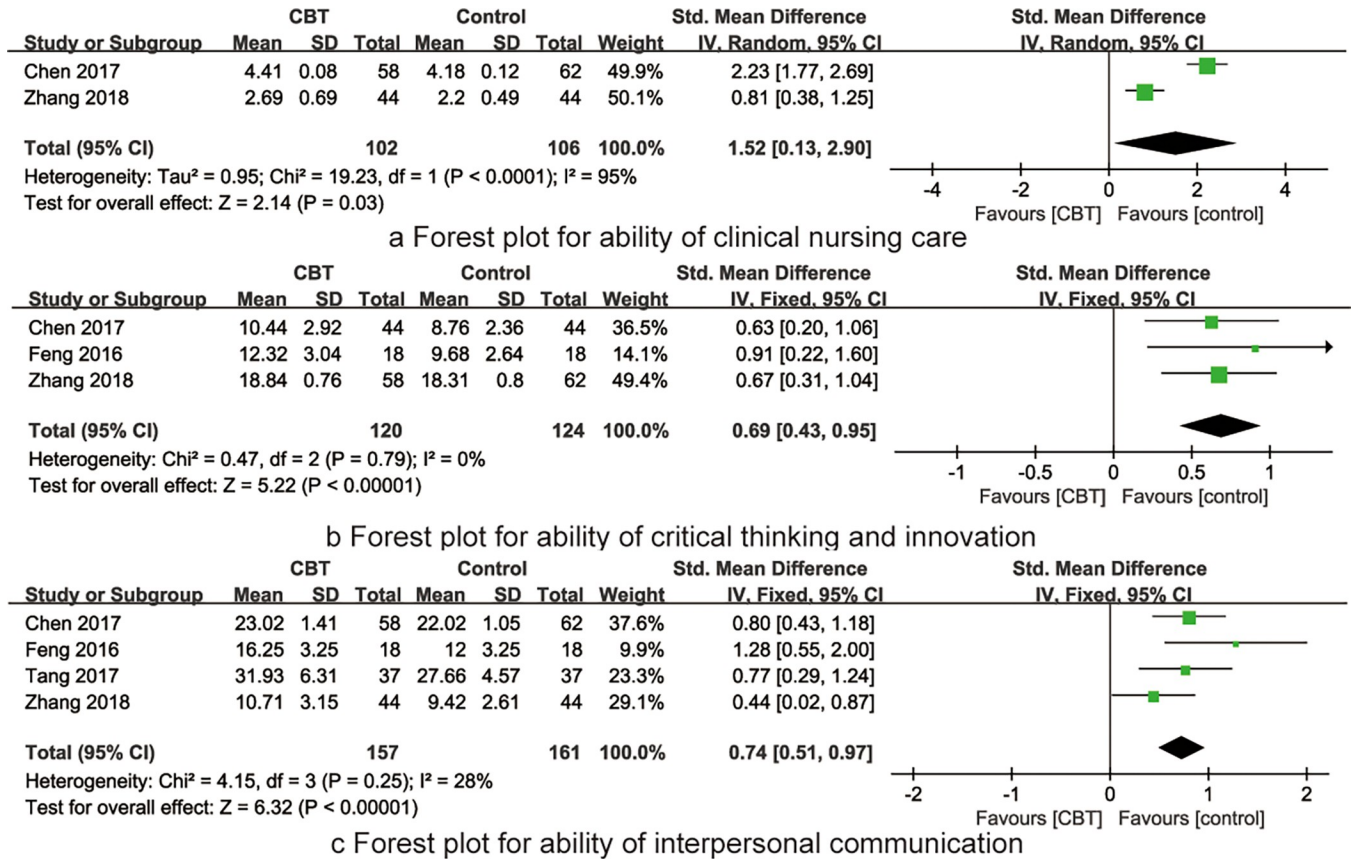 CBT Control Std. Mean Difference Std. Mean Difference
Study or Subgroup Mean SD Total Mean SD Total Weight IV, Random, 95% CI IV, Random, 95% CI
Chen 2017 4.41 0.08 58 4.18 0.12 62 49.9% 2.23 [1.77, 2.69]
Zhang 2018 2.69 0.69 44 2.2 0.49 44 50.1% 0.81 [0.38, 1.25]
Total (95% CI) 102 106 100.0% 1.52 [0.13, 2.90]
Heterogeneity: Tau² = 0.95; Chi² = 19.23, df = 1 (P < 0.0001); I² = 95%
Test for overall effect: Z = 2.14 (P = 0.03)
-4 -2 0 2 4
Favours [CBT] Favours [control]
a Forest plot for ability of clinical nursing care
CBT Control Std. Mean Difference Std. Mean Difference
Study or Subgroup Mean SD Total Mean SD Total Weight IV, Fixed, 95% CI IV, Fixed, 95% CI
Chen 2017 10.44 2.92 44 8.76 2.36 44 36.5% 0.63 [0.20, 1.06]
Feng 2016 12.32 3.04 18 9.68 2.64 18 14.1% 0.91 [0.22, 1.60]
Zhang 2018 18.84 0.76 58 18.31 0.8 62 49.4% 0.67 [0.31, 1.04]
Total (95% CI) 120 124 100.0% 0.69 [0.43, 0.95]
Heterogeneity: Chi² = 0.47, df = 2 (P = 0.79); I² = 0%
Test for overall effect: Z = 5.22 (P < 0.00001)
-1 -0.5 0 0.5 1
Favours [CBT] Favours [control]
b Forest plot for ability of critical thinking and innovation
CBT Control Std. Mean Difference Std. Mean Difference
Study or Subgroup Mean SD Total Mean SD Total Weight IV, Fixed, 95% CI IV, Fixed, 95% CI
Chen 2017 23.02 1.41 58 22.02 1.05 62 37.6% 0.80 [0.43, 1.18]
Feng 2016 16.25 3.25 18 12 3.25 18 9.9% 1.28 [0.55, 2.00]
Tang 2017 31.93 6.31 37 27.66 4.57 37 23.3% 0.77 [0.29, 1.24]
Zhang 2018 10.71 3.15 44 9.42 2.61 44 29.1% 0.44 [0.02, 0.87]
Total (95% CI) 157 161 100.0% 0.74 [0.51, 0.97]
Heterogeneity: Chi² = 4.15, df = 3 (P = 0.25); I² = 28%
Test for overall effect: Z = 6.32 (P < 0.00001)
-2 -1 0 1 2
Favours [CBT] Favours [control]
c Forest plot for ability of interpersonal communication